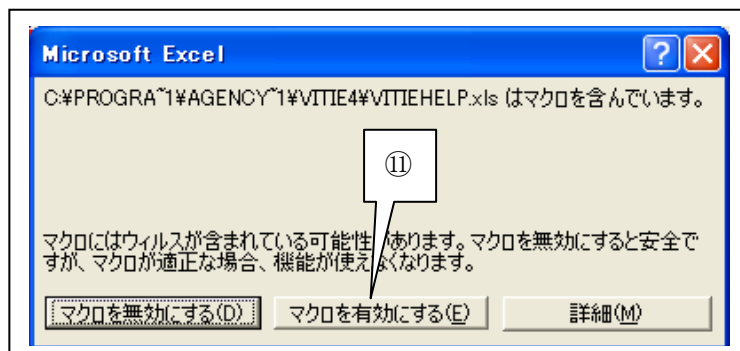 Microsoft Excel
C:¥PROGRA~1¥AGENCY~1¥VITTIE4¥VITTIEHELP.xls はマクロを含んでいます。
⑪
マクロにはウィルスが含まれている可能性があります。マクロを無効にすると安全で
すが、マクロが適正な場合、機能が使えなくなります。
マクロを無効にする(D) マクロを有効にする(E) 詳細(M)